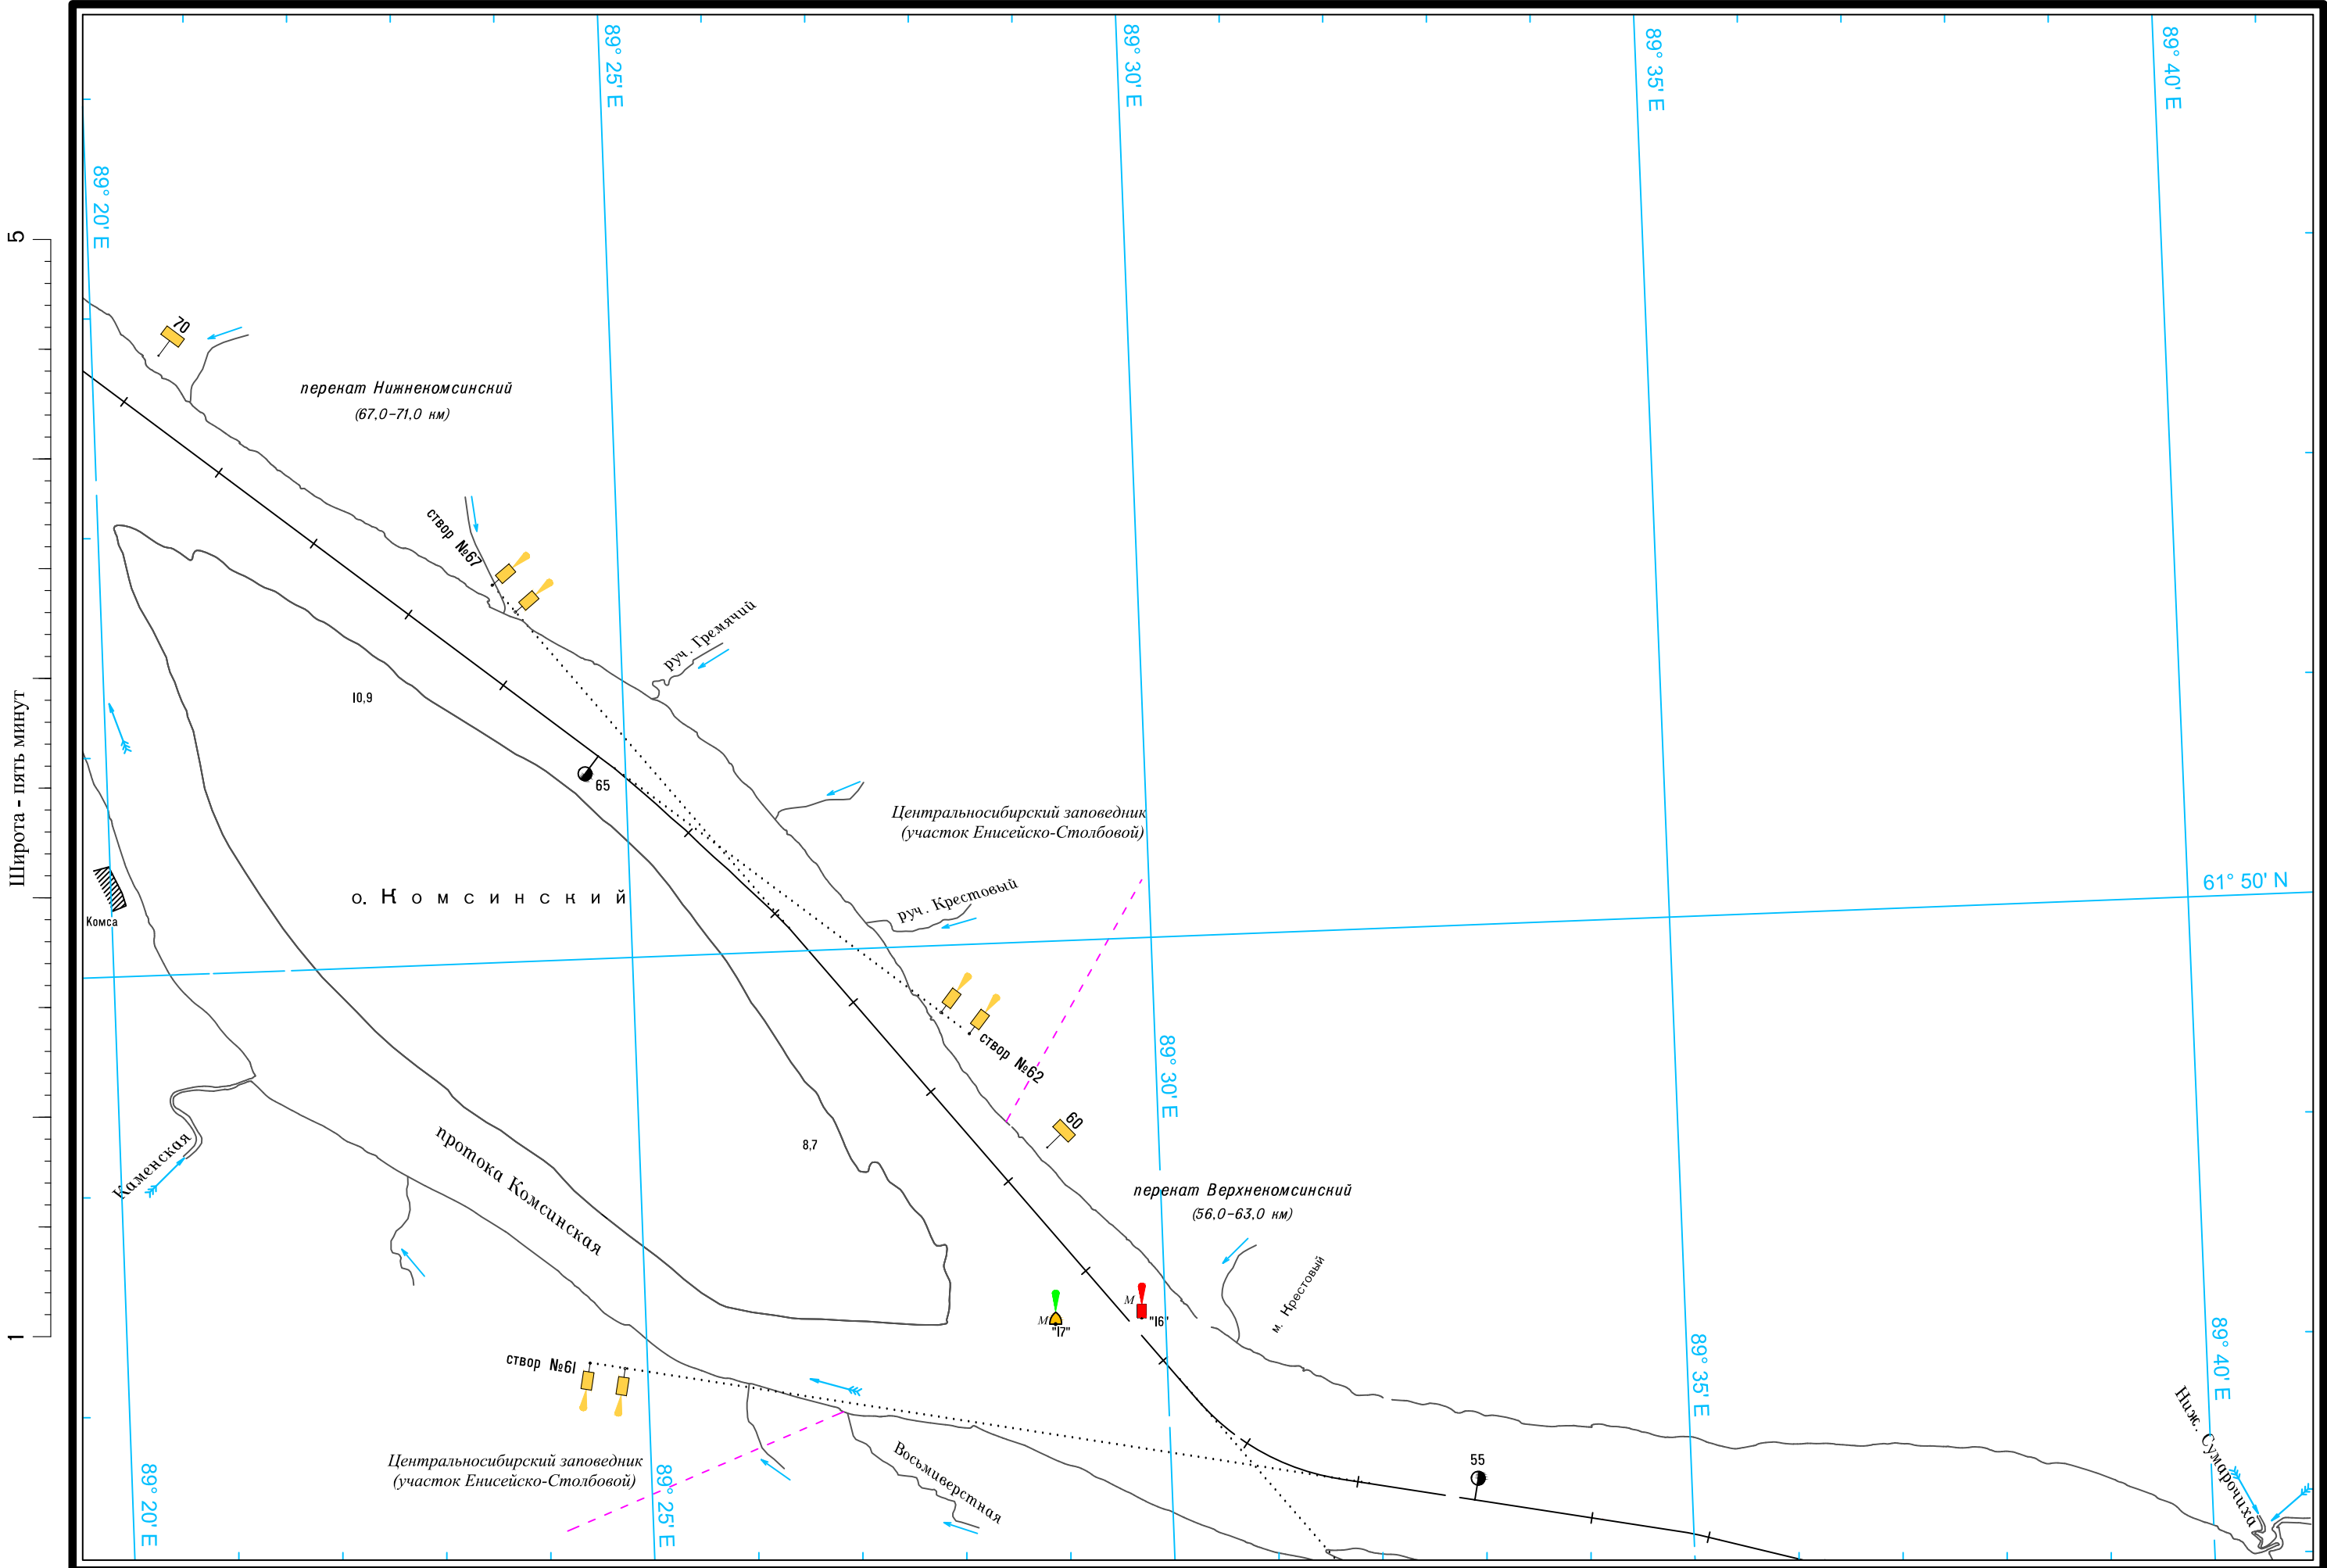 89° 25' E
89° 30' E
89° 35' E
89° 40' E
89° 20' E
5
70
перекат Нижнекомсинский
(67,0-71,0 км)
створ №67
руч. Гремячий
10,9
65
Широта - пять минут
Центральносибирский заповедник
(участок Енисейско-Столбовой)
61° 50' N
о. Комсинский
руч. Крестовый
Комса
створ №62
89° 30' E
60
8,7
протока Комсинская
Каменская
перекат Верхнекомсинский
(56,0-63,0 км)
м. Крестовый
М
"17"
М
"16"
1
створ №61
89° 35' E
89° 40' E
Ниж. Сумарочиха
55
Центральносибирский заповедник
(участок Енисейско-Столбовой)
Восьмиверстная
89° 20' E
89° 25' E